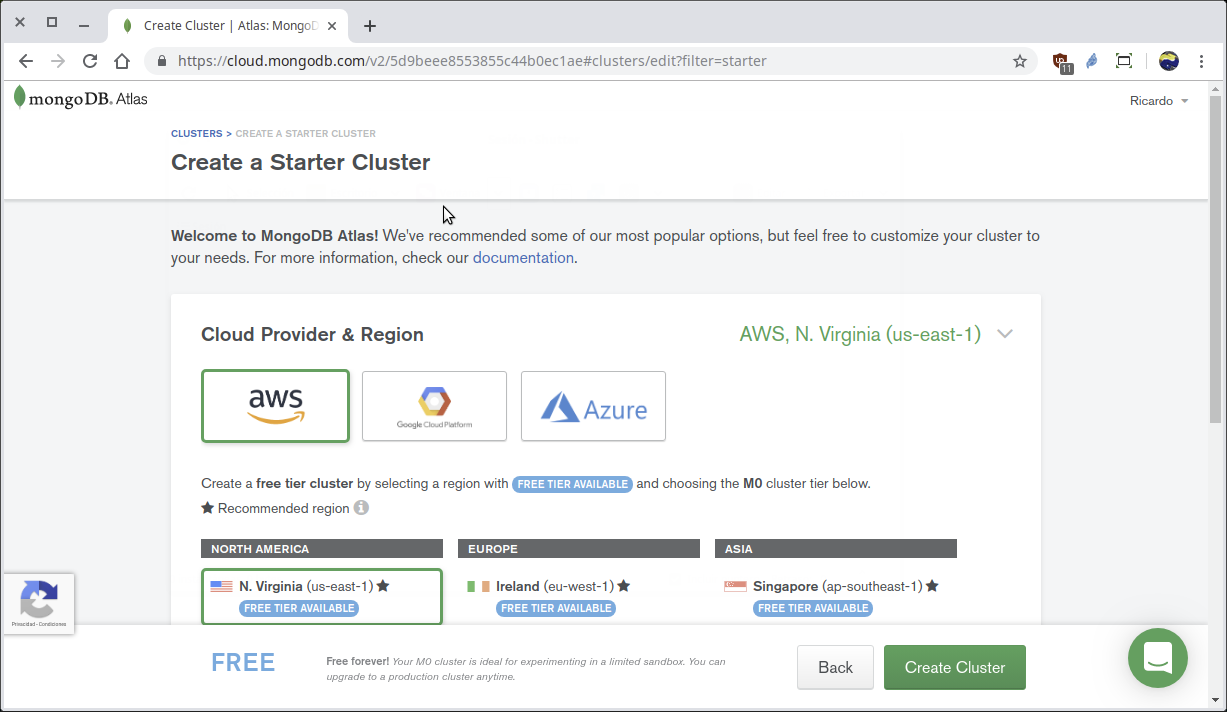 Create Cluster | Atlas: MongoD
https://cloud.mongodb.com/v2/5d9beee8553855c44b0ec1ae#clusters/edit?filter=starter
11
mongoDB. Atlas
Ricardo
CLUSTERS > CREATE A STARTER CLUSTER
Create a Starter Cluster
Welcome to MongoDB Atlas! We've recommended some of our most popular options, but feel free to customize your cluster to
your needs. For more information, check our documentation.
Cloud Provider & Region
AWS, N. Virginia (us-east-1)
aws
Google Cloud Platform
Azure
Create a free tier cluster by selecting a region with FREE TIER AVAILABLE and choosing the M0 cluster tier below.
Recommended region
NORTH AMERICA
EUROPE
ASIA
N. Virginia (us-east-1)
Ireland (eu-west-1)
Singapore (ap-southeast-1)
FREE TIER AVAILABLE
FREE TIER AVAILABLE
FREE TIER AVAILABLE
Privacidad - Condiciones
FREE
Free forever! Your M0 cluster is ideal for experimenting in a limited sandbox. You can
upgrade to a production cluster anytime.
Back
Create Cluster